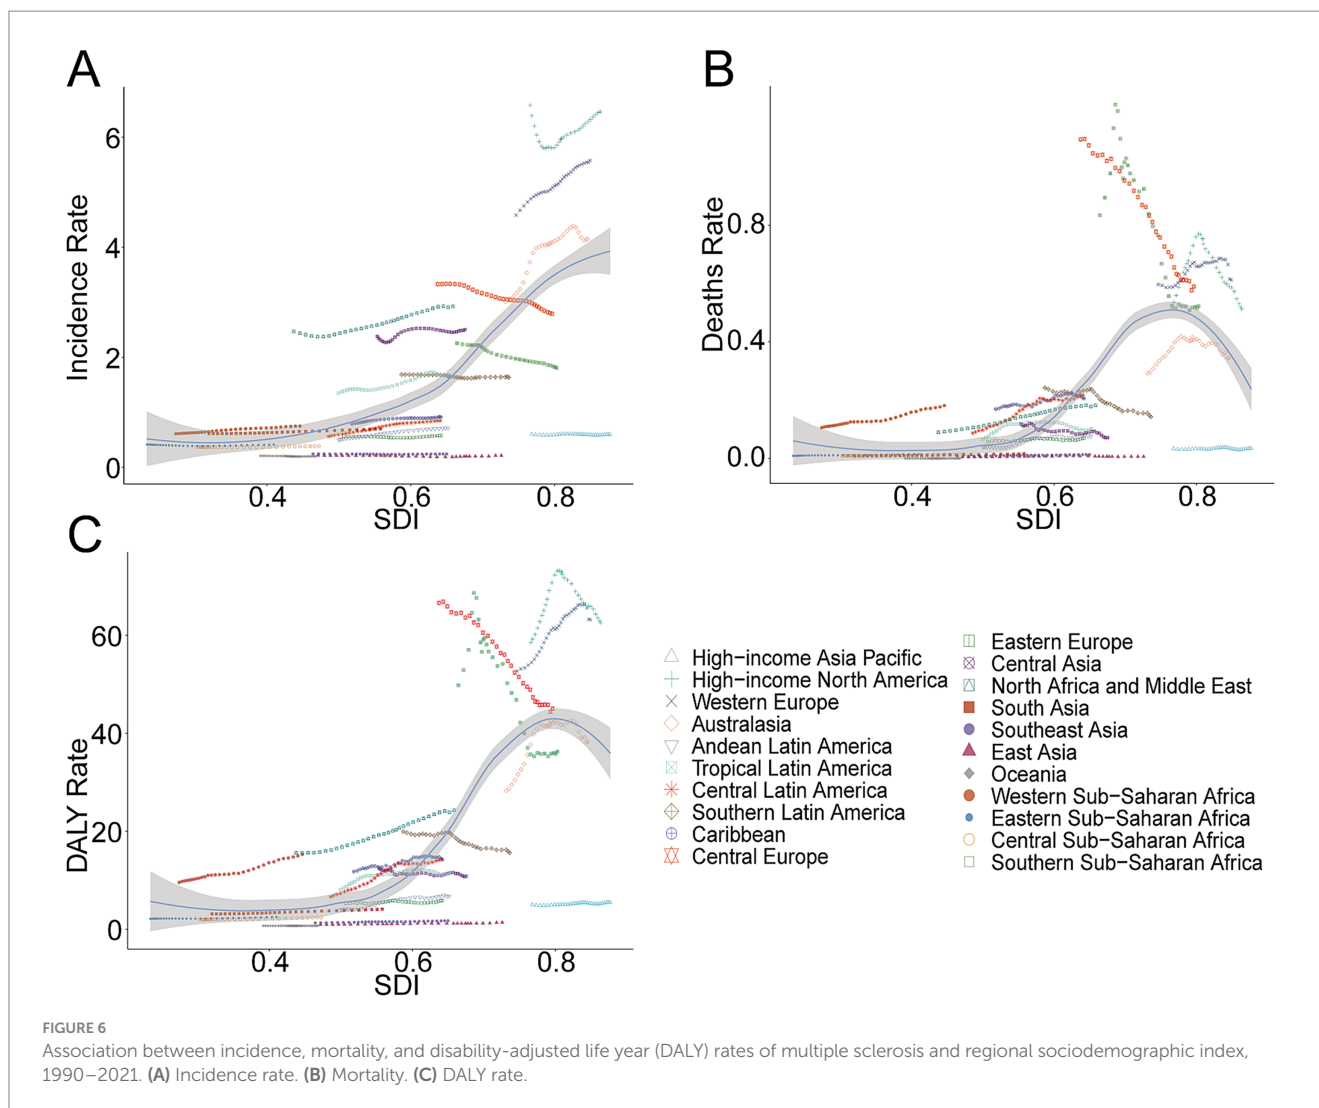 A
6
4
2
0
Incidence Rate
0.4
0.6
0.8
SDI
B
0.8
0.4
0.0
Deaths Rate
0.4
0.6
0.8
SDI
C
60
40
20
0
DALY Rate
0.4
0.6
0.8
SDI
High-income Asia Pacific
High-income North America
Western Europe
Australasia
Andean Latin America
Tropical Latin America
Central Latin America
Southern Latin America
Caribbean
Central Europe
Eastern Europe
Central Asia
North Africa and Middle East
South Asia
Southeast Asia
East Asia
Oceania
Western Sub-Saharan Africa
Eastern Sub-Saharan Africa
Central Sub-Saharan Africa
Southern Sub-Saharan Africa
FIGURE 6
Association between incidence, mortality, and disability-adjusted life year (DALY) rates of multiple sclerosis and regional sociodemographic index,
1990–2021. (A) Incidence rate. (B) Mortality. (C) DALY rate.